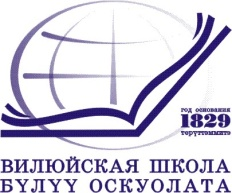 год основания
1829
төрүттэммитэ
ВИЛЮЙСКАЯ ШКОЛА
БҮЛҮҮ ОСКУОЛАТА